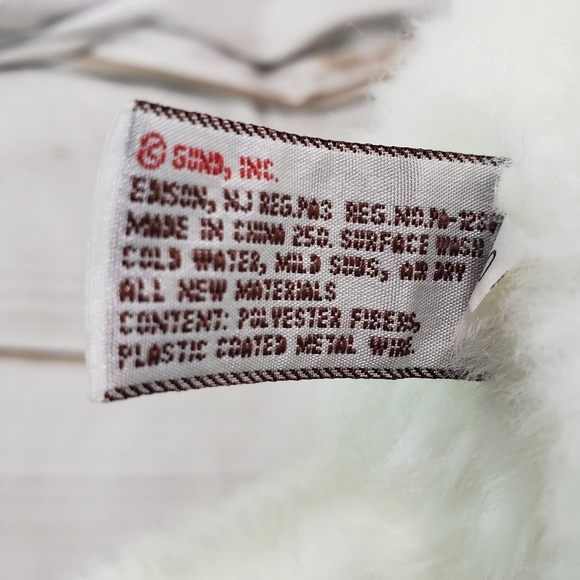 © GUND, INC.
EDISON, NJ REG.PA3 REG.NO.PA-
MADE IN CHINA 250. SURFACE WASH
COLD WATER, MILD SUDS, AIR DRY
ALL NEW MATERIALS
CONTENT: POLYESTER FIBERS,
PLASTIC COATED METAL WIRE.